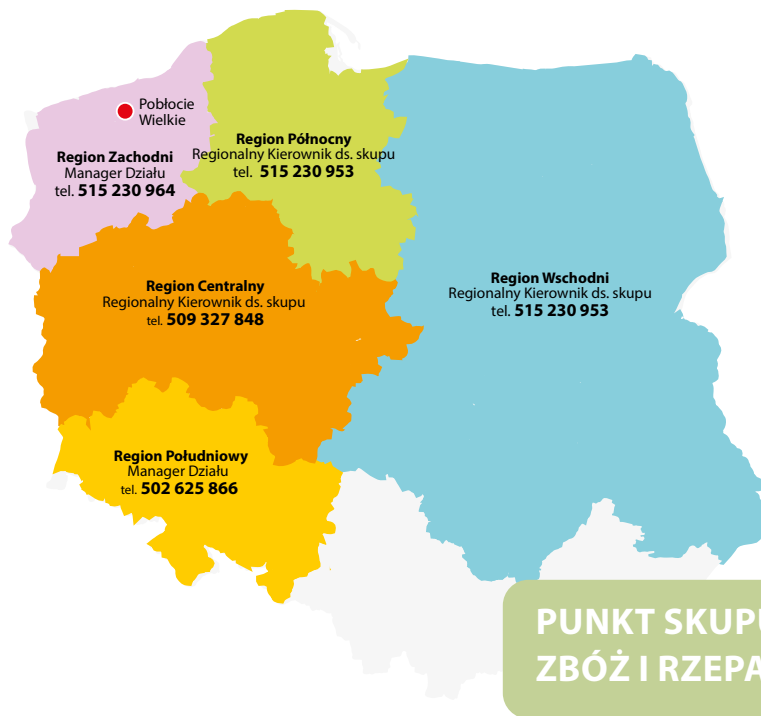 Pobłocie
Wielkie
Region Zachodni
Manager Działu
tel. 515 230 964
Region Północny
Regionalny Kierownik ds. skupu
tel. 515 230 953
Region Centralny
Regionalny Kierownik ds. skupu
tel. 509 327 848
Region Wschodni
Regionalny Kierownik ds. skupu
tel. 515 230 953
Region Południowy
Manager Działu
tel. 502 625 866
PUNKT SKUPU
ZBÓŻ I RZEPA